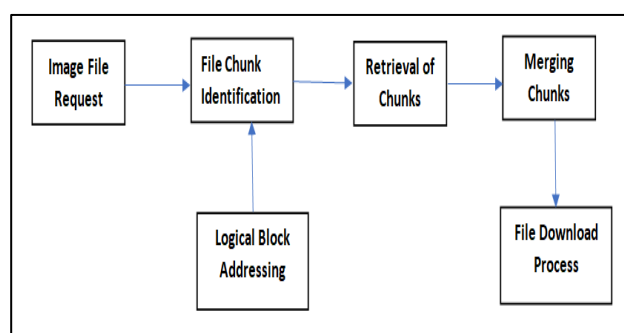 Image File
Request
File Chunk
Identification
Retrieval of
Chunks
Merging
Chunks
Logical Block
Addressing
File Download
Process